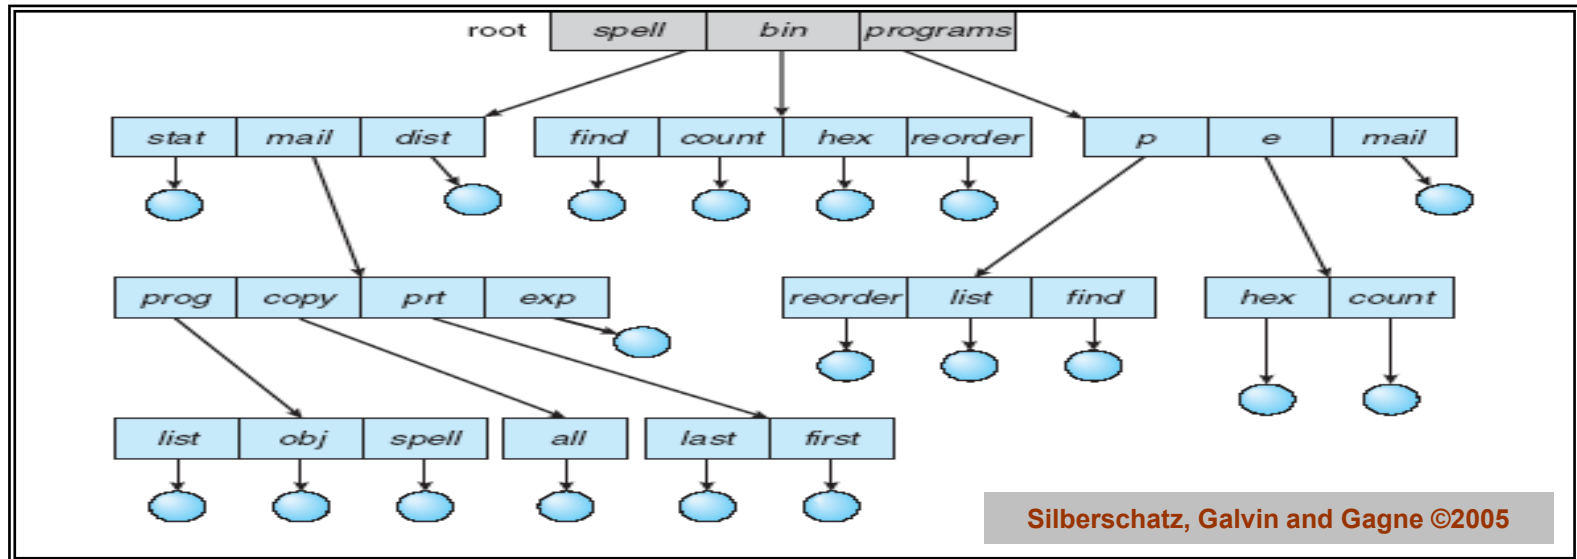 root spell bin programs
stat mail dist find count hex reorder p e mail
prog copy prt exp reorder list find hex count
list obj spell all last first
Silberschatz, Galvin and Gagne ©2005